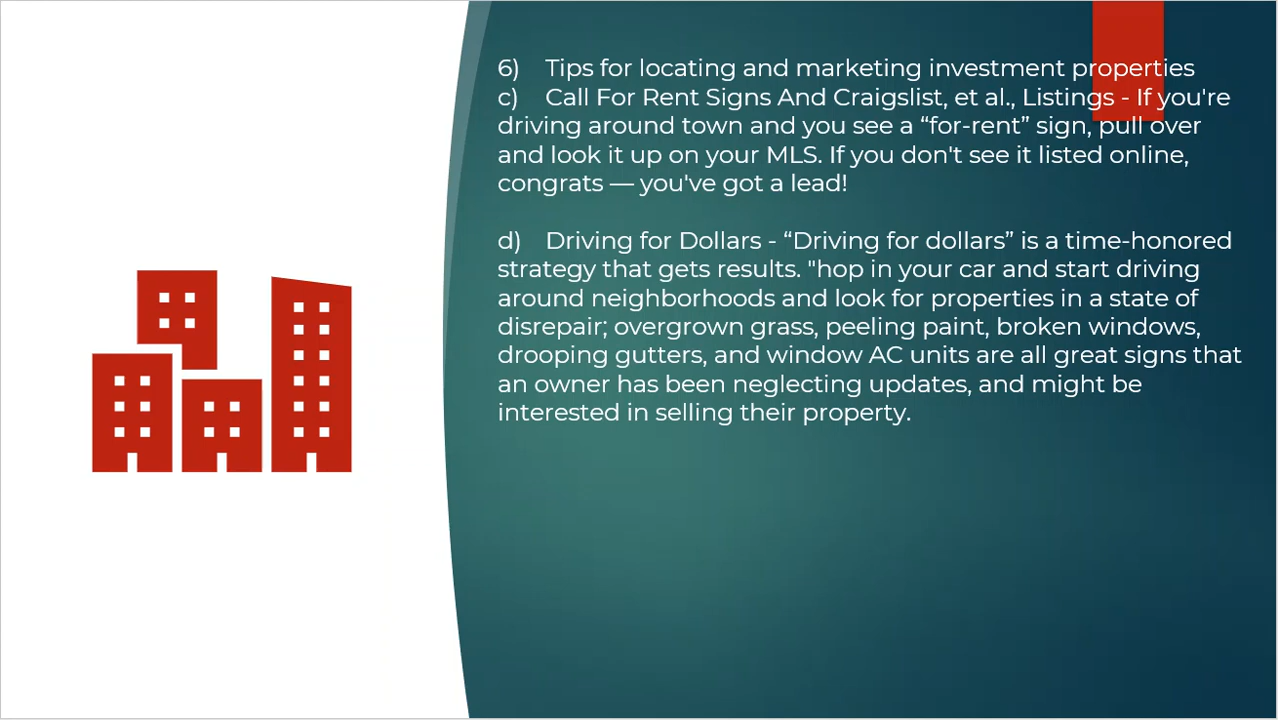 6) Tips for locating and marketing investment properties
c) Call For Rent Signs And Craigslist, et al., Listings - If you're
driving around town and you see a “for-rent” sign, pull over
and look it up on your MLS. If you don't see it listed online,
congrats — you've got a lead!
d) Driving for Dollars - “Driving for dollars” is a time-honored
strategy that gets results. "hop in your car and start driving
around neighborhoods and look for properties in a state of
disrepair; overgrown grass, peeling paint, broken windows,
drooping gutters, and window AC units are all great signs that
an owner has been neglecting updates, and might be
interested in selling their property.